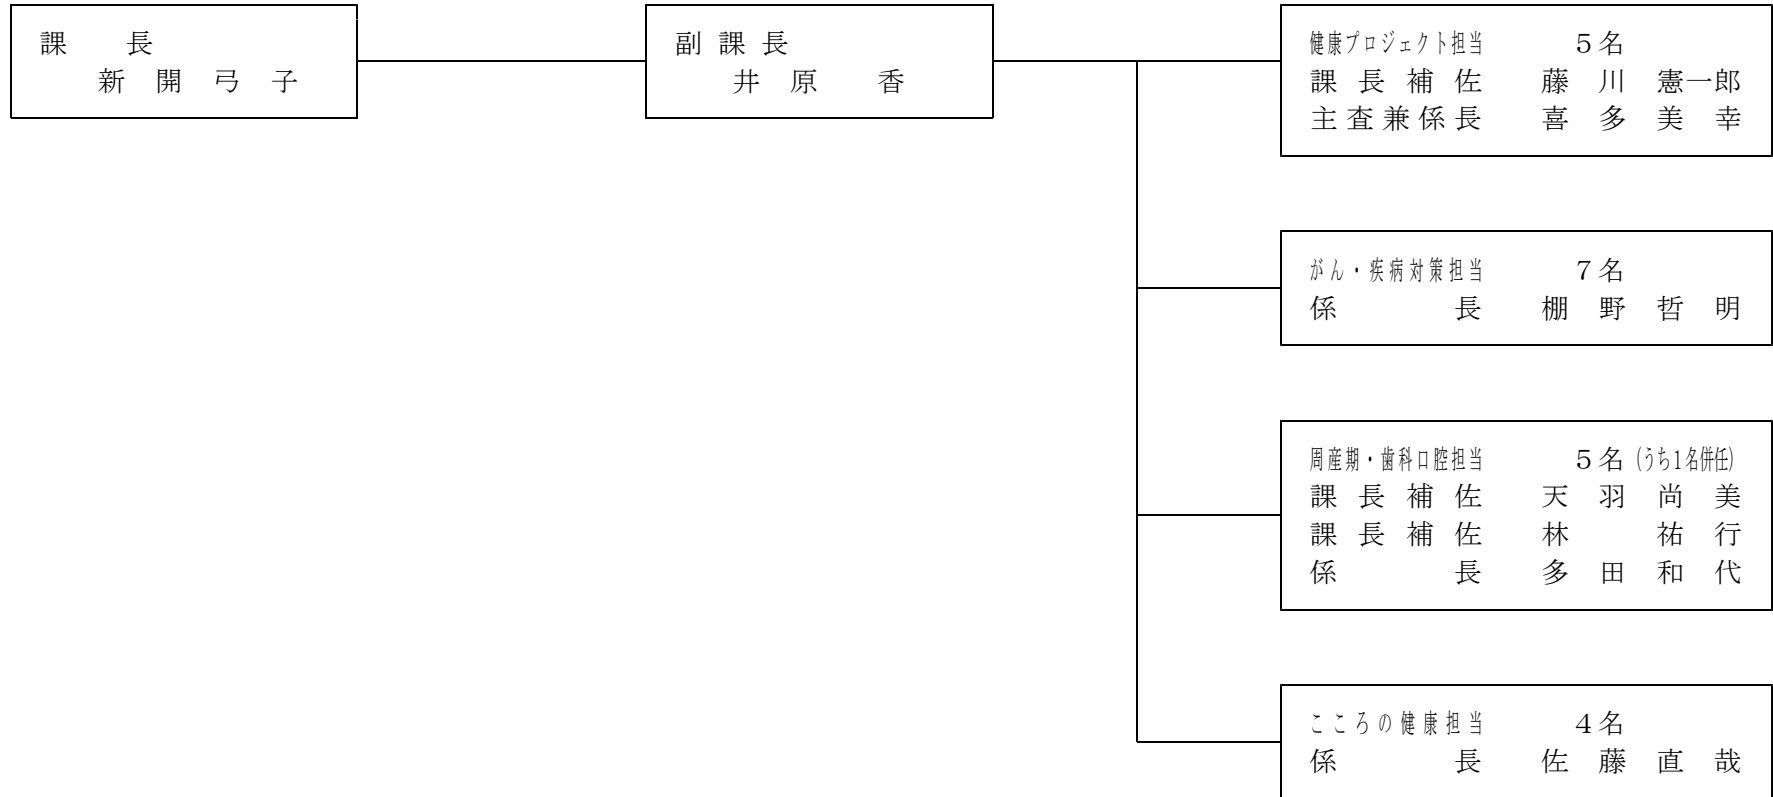 課長
新開弓子
副課長
井原 香
健康プロジェクト担当 5名
課長補佐 藤川 憲一郎
主査兼係長 喜多美幸
がん・疾病対策担当 7名
係長 棚野哲明
周産期・歯科口腔担当 5名(うち1名併任)
課長補佐 天羽尚美
課長補佐 林 祐行
係長 多田和代
こころの健康担当 4名
係長 佐藤直哉